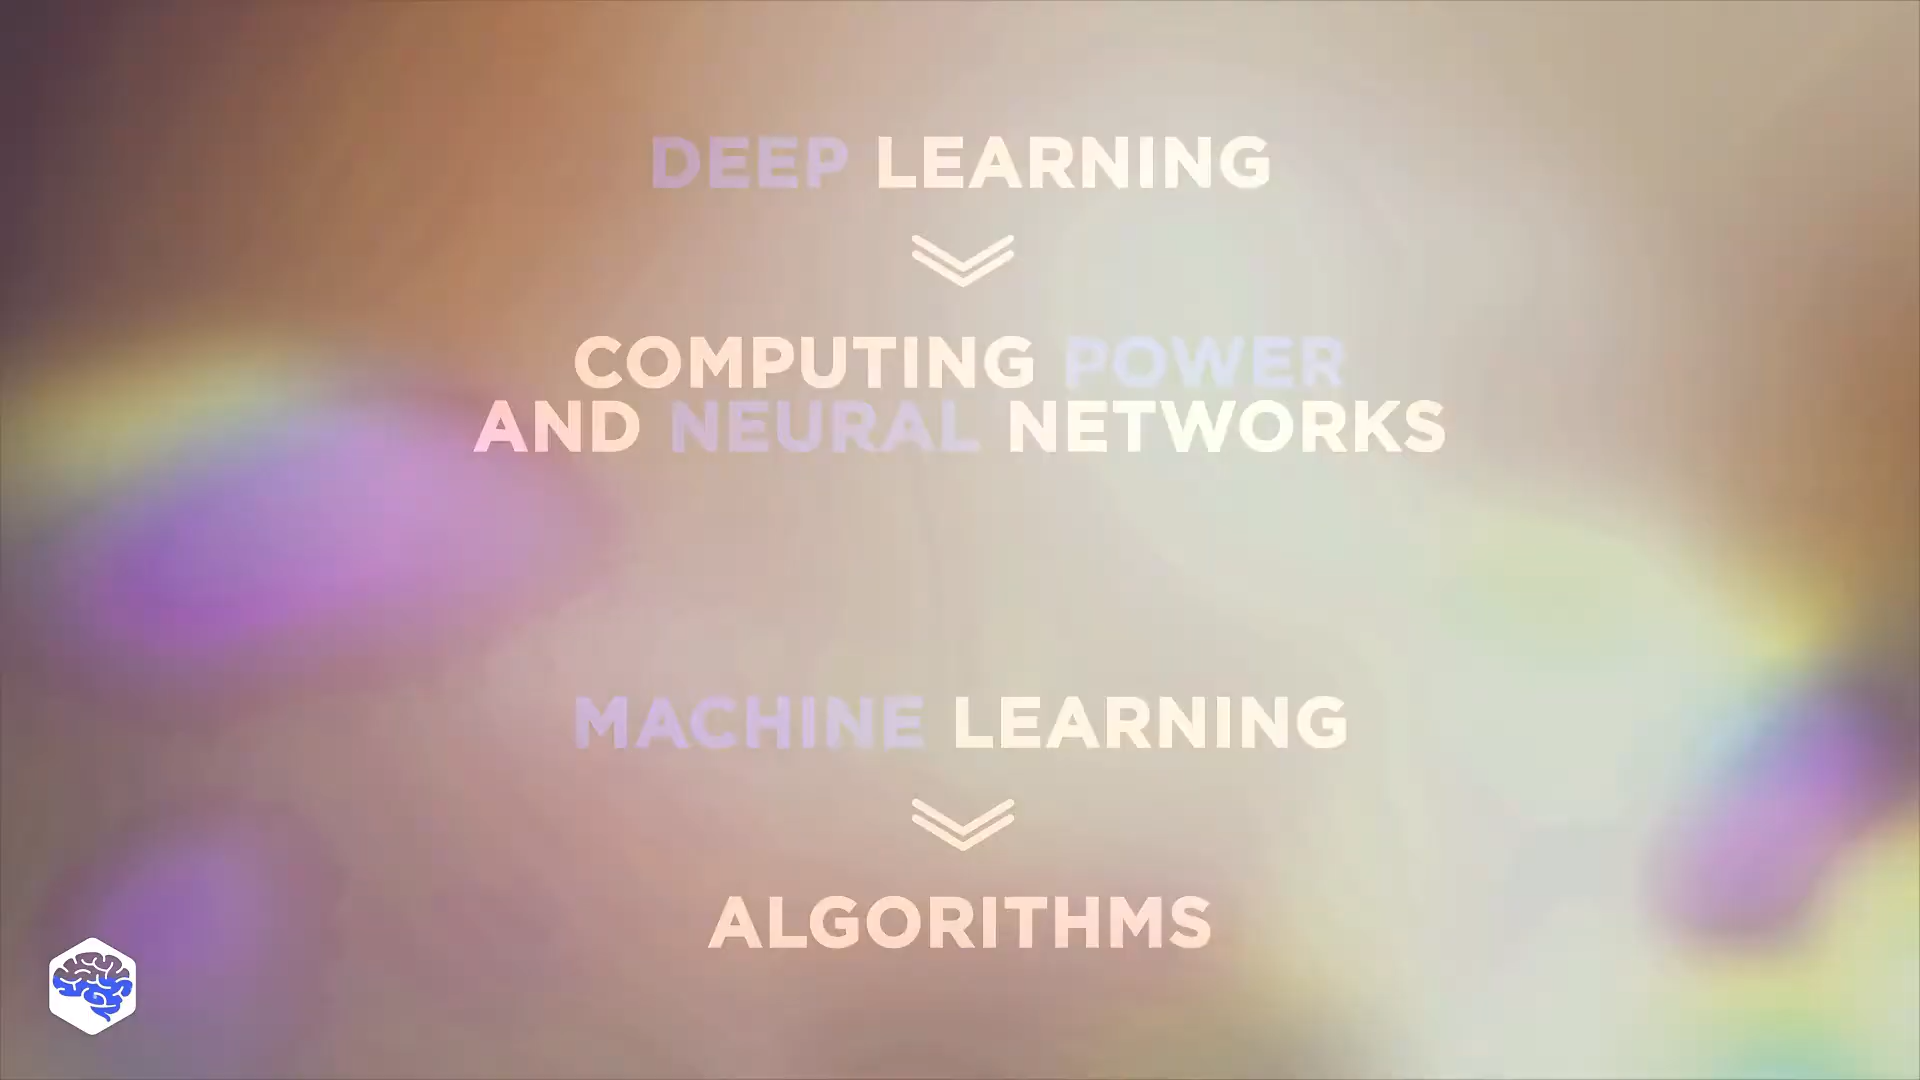 DEEP LEARNING
COMPUTING POWER
AND NEURAL NETWORKS
MACHINE LEARNING
ALGORITHMS